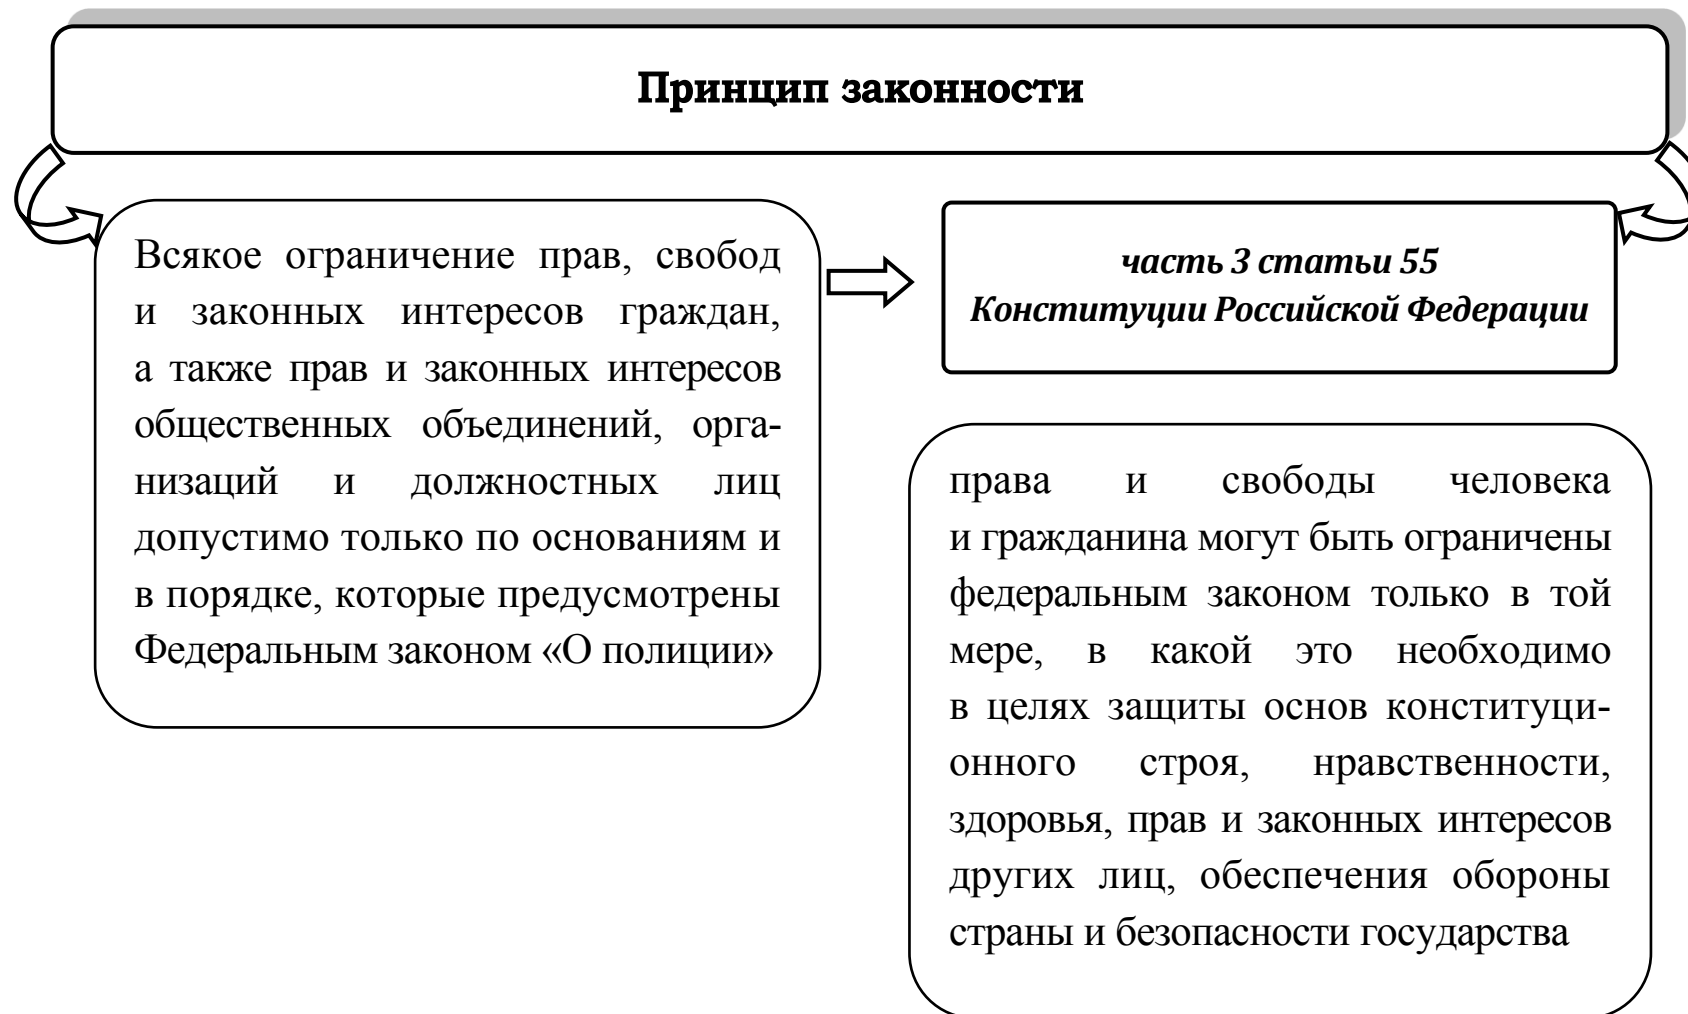 Принцип законности
Всякое ограничение прав, свобод
и законных интересов граждан,
а также прав и законных интересов
общественных объединений, орга-
низаций и должностных лиц
допустимо только по основаниям и
в порядке, которые предусмотрены
Федеральным законом «О полиции»
часть 3 статьи 55
Конституции Российской Федерации
права и свободы человека
и гражданина могут быть ограничены
федеральным законом только в той
мере, в какой это необходимо
в целях защиты основ конституци-
онного строя, нравственности,
здоровья, прав и законных интересов
других лиц, обеспечения обороны
страны и безопасности государства